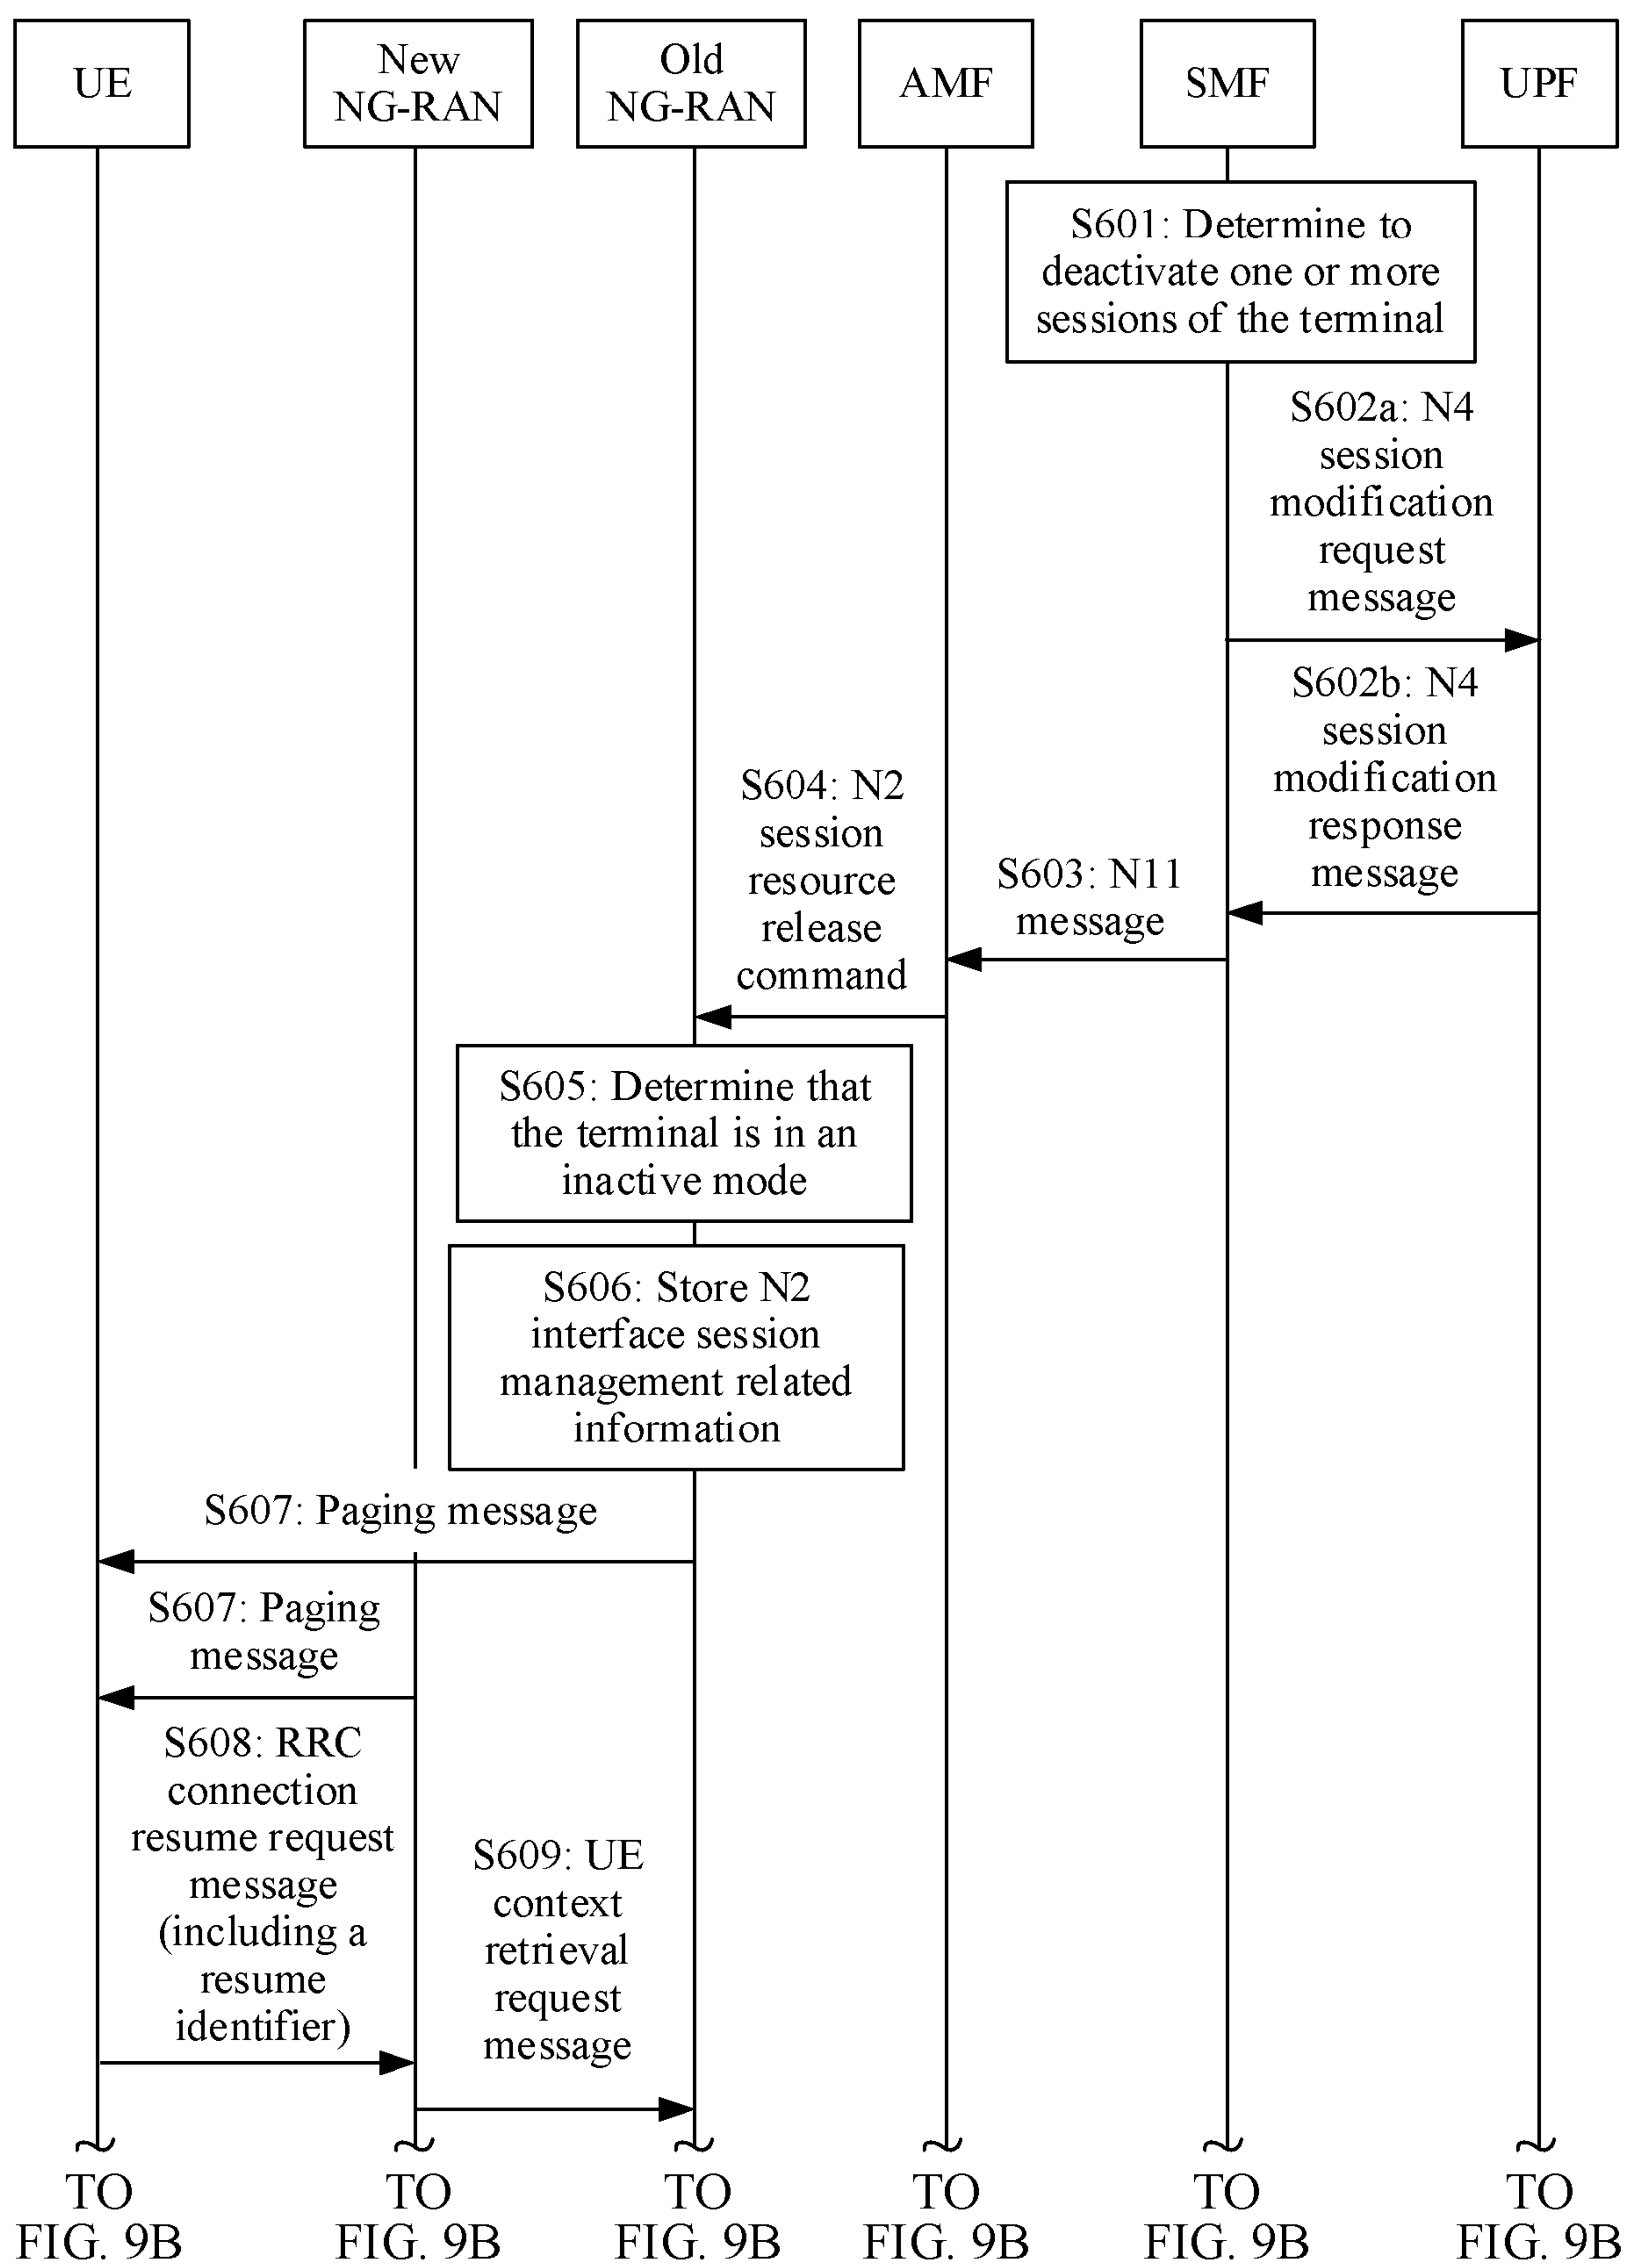 UE
New
NG-RAN
Old
NG-RAN
AMF
SMF
UPF
S601: Determine to
deactivate one or more
sessions of the terminal
S602a: N4
session
modification
request
message
S602b: N4
session
modification
response
message
S603: N11
message
S604: N2
session
resource
release
command
S605: Determine that
the terminal is in an
inactive mode
S606: Store N2
interface session
management related
information
S607: Paging message
S607: Paging
message
S608: RRC
connection
resume request
message
(including a
resume
identifier)
S609: UE
context
retrieval
request
message
TO
FIG. 9B
TO
FIG. 9B
TO
FIG. 9B
TO
FIG. 9B
TO
FIG. 9B
TO
FIG. 9B